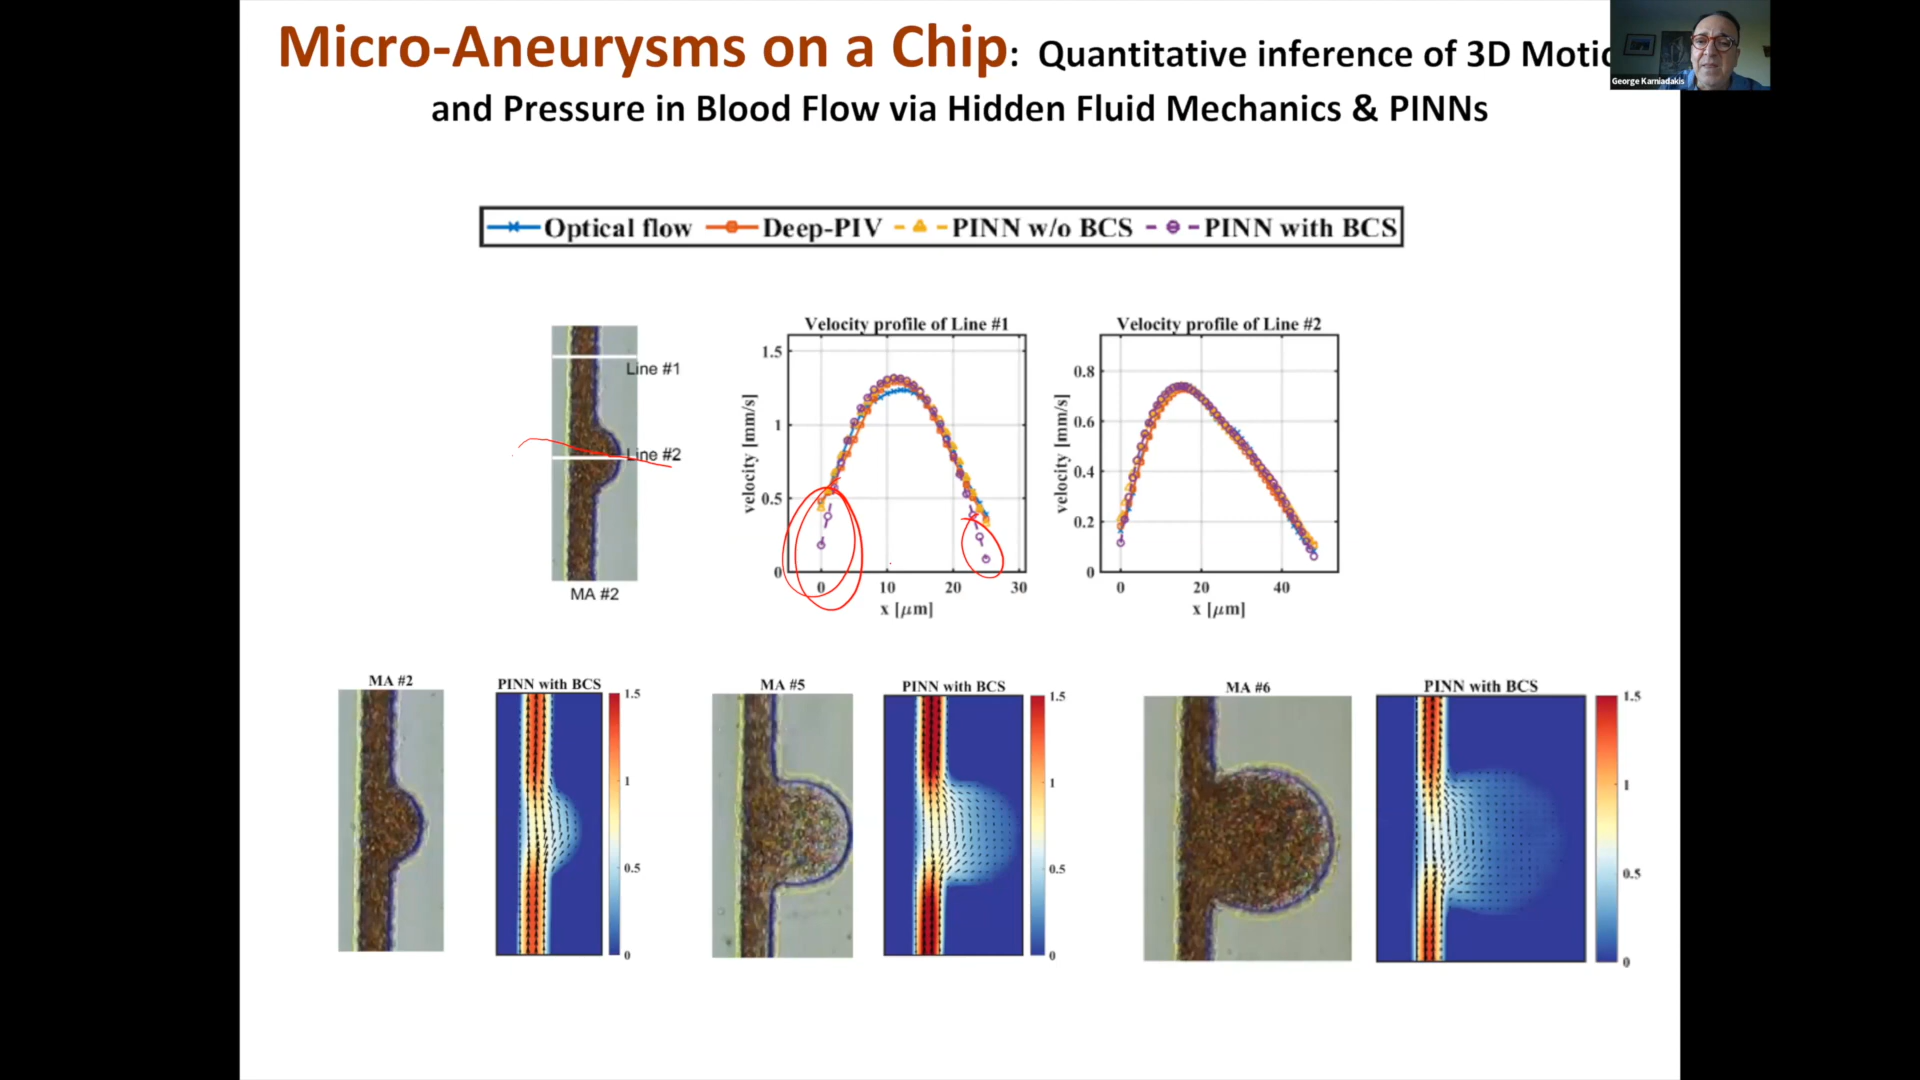 Micro-Aneurysms on a Chip: Quantitative inference of 3D Motio
George Karniadakis
and Pressure in Blood Flow via Hidden Fluid Mechanics & PINNs
Optical flow Deep-PIV PINN w/o BCS PINN with BCS
Line #1
Line #2
MA #2
Velocity profile of Line #1
velocity [mm/s]
1.5
1
0.5
0
0 10 20 30
x [μm]
Velocity profile of Line #2
velocity [mm/s]
0.8
0.6
0.4
0.2
0
0 20 40
x [μm]
MA #2
PINN with BCS
1.5
1
0.5
0
MA #5
PINN with BCS
1.5
1
0.5
0
MA #6
PINN with BCS
1.5
1
0.5
0